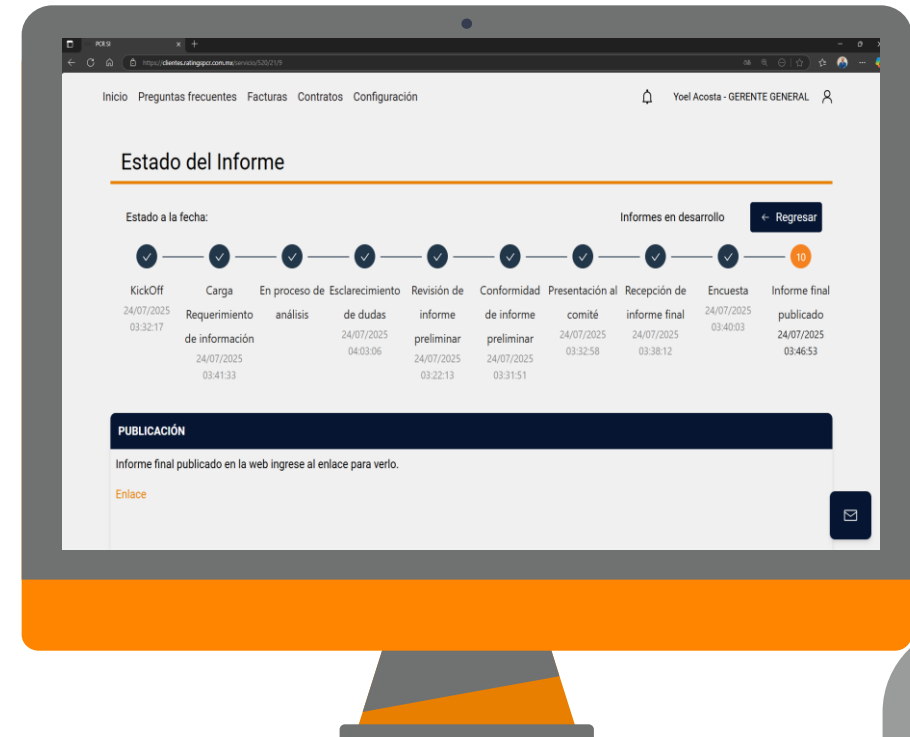 PCR SI
https://clientes.ratingspcr.com.mx/servicio/520/21/9
Inicio Preguntas frecuentes Facturas Contratos Configuración Yoel Acosta - GERENTE GENERAL
Estado del Informe
Estado a la fecha: Informes en desarrollo ← Regresar
10
KickOff
24/07/2025
03:32:17
Carga
Requerimiento
de información
24/07/2025
03:41:33
En proceso de
análisis
Esclarecimiento
de dudas
24/07/2025
04:03:06
Revisión de
informe
preliminar
24/07/2025
03:22:13
Conformidad
de informe
preliminar
24/07/2025
03:31:51
Presentación al
comité
24/07/2025
03:32:58
Recepción de
informe final
24/07/2025
03:38:12
Encuesta
24/07/2025
03:40:03
Informe final
publicado
24/07/2025
03:46:53
PUBLICACIÓN
Informe final publicado en la web ingrese al enlace para verlo.
Enlace